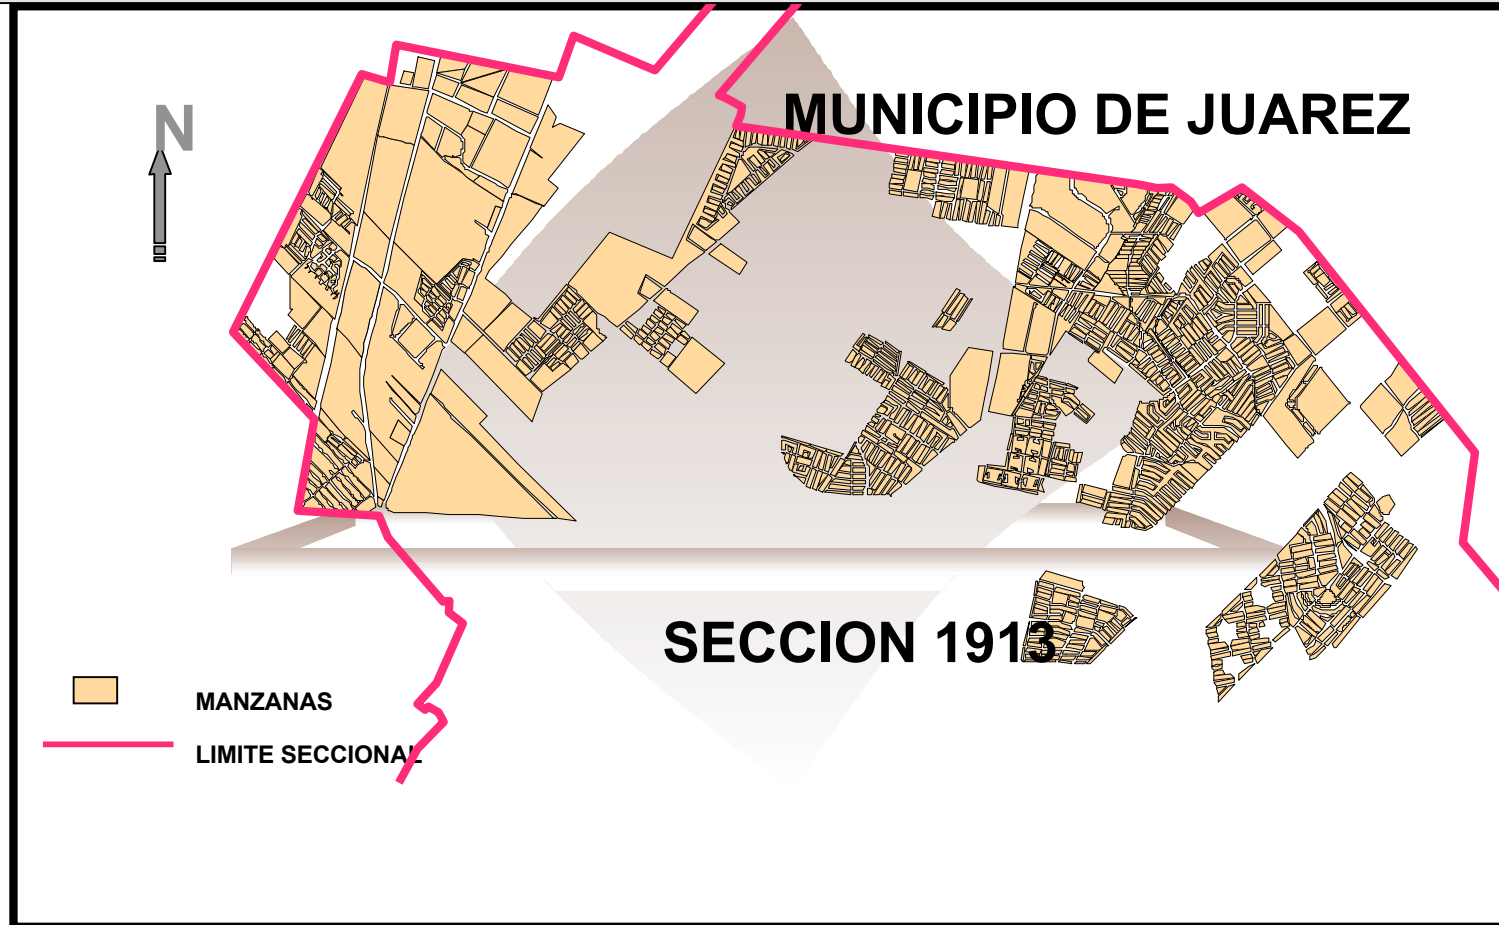 MUNICIPIO DE JUAREZ
N
SECCION 1913
MANZANAS
LIMITE SECCIONAL